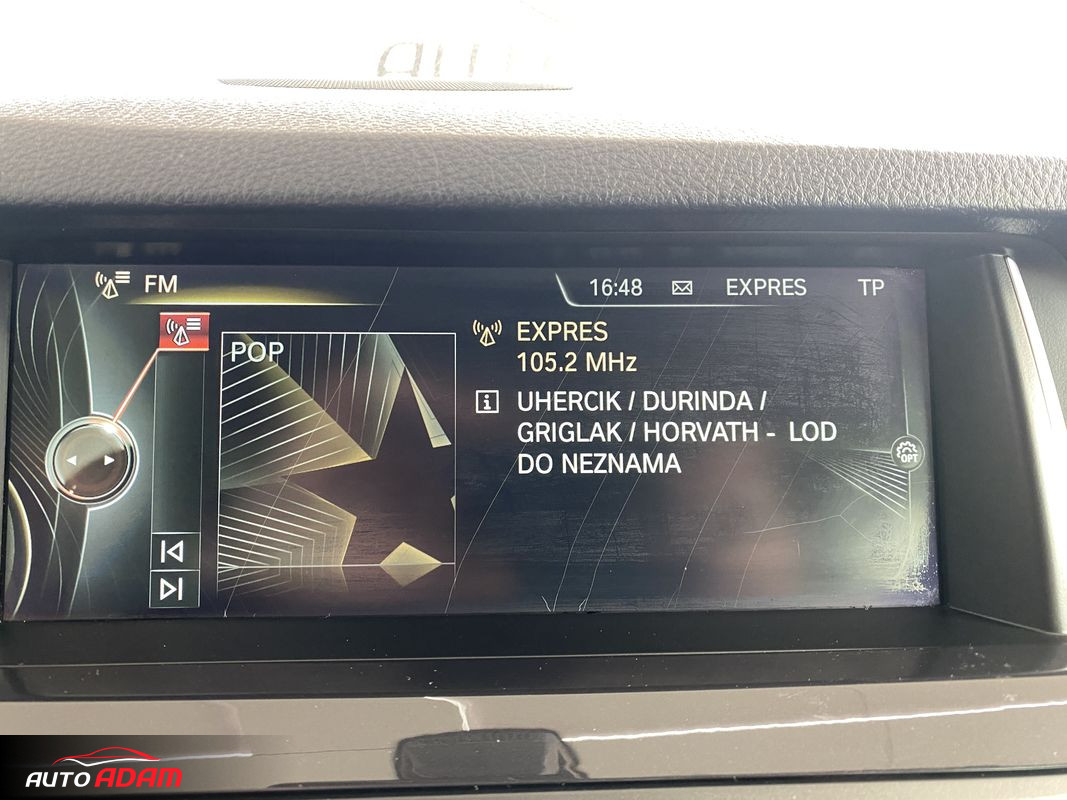 FM
16:48 EXPRES TP
POP
EXPRES
105.2 MHz
UHERCIK / DURINDA /
GRIGLAK / HORVATH - LOD
DO NEZNAMA
OPT
AUTO ADAM